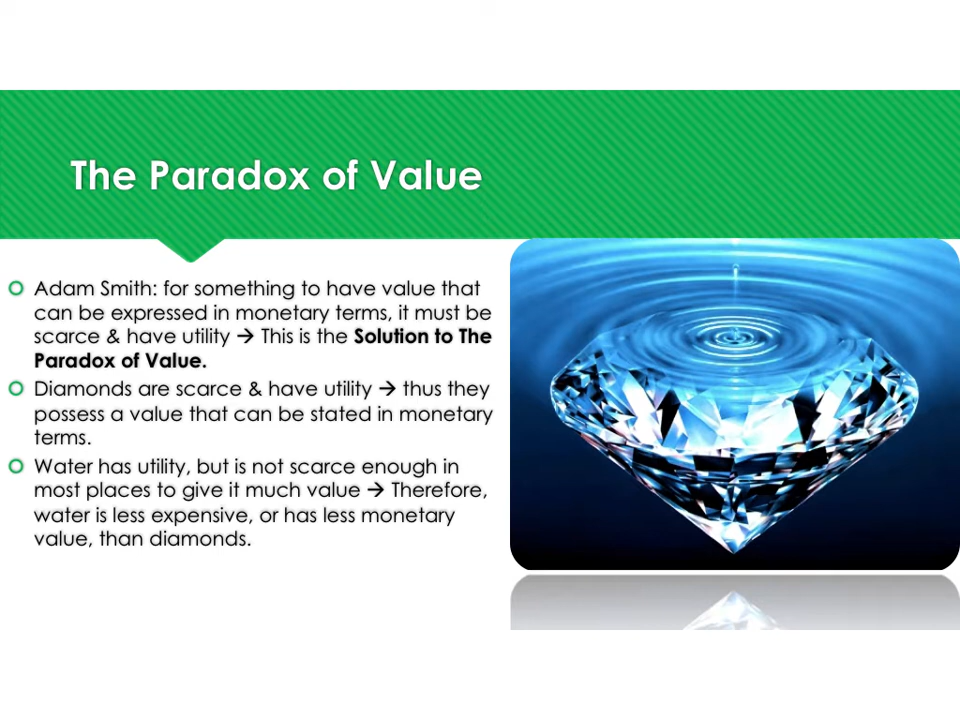 The Paradox of Value
Adam Smith: for something to have value that
can be expressed in monetary terms, it must be
scarce & have utility → This is the Solution to The
Paradox of Value.
Diamonds are scarce & have utility → thus they
possess a value that can be stated in monetary
terms.
Water has utility, but is not scarce enough in
most places to give it much value → Therefore,
water is less expensive, or has less monetary
value, than diamonds.